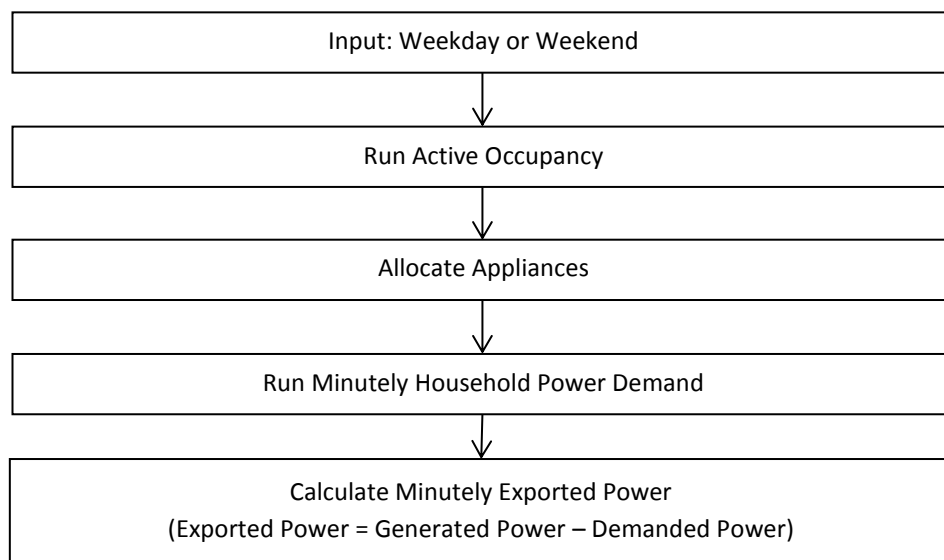 Input: Weekday or Weekend
Run Active Occupancy
Allocate Appliances
Run Minutely Household Power Demand
Calculate Minutely Exported Power
(Exported Power = Generated Power – Demanded Power)